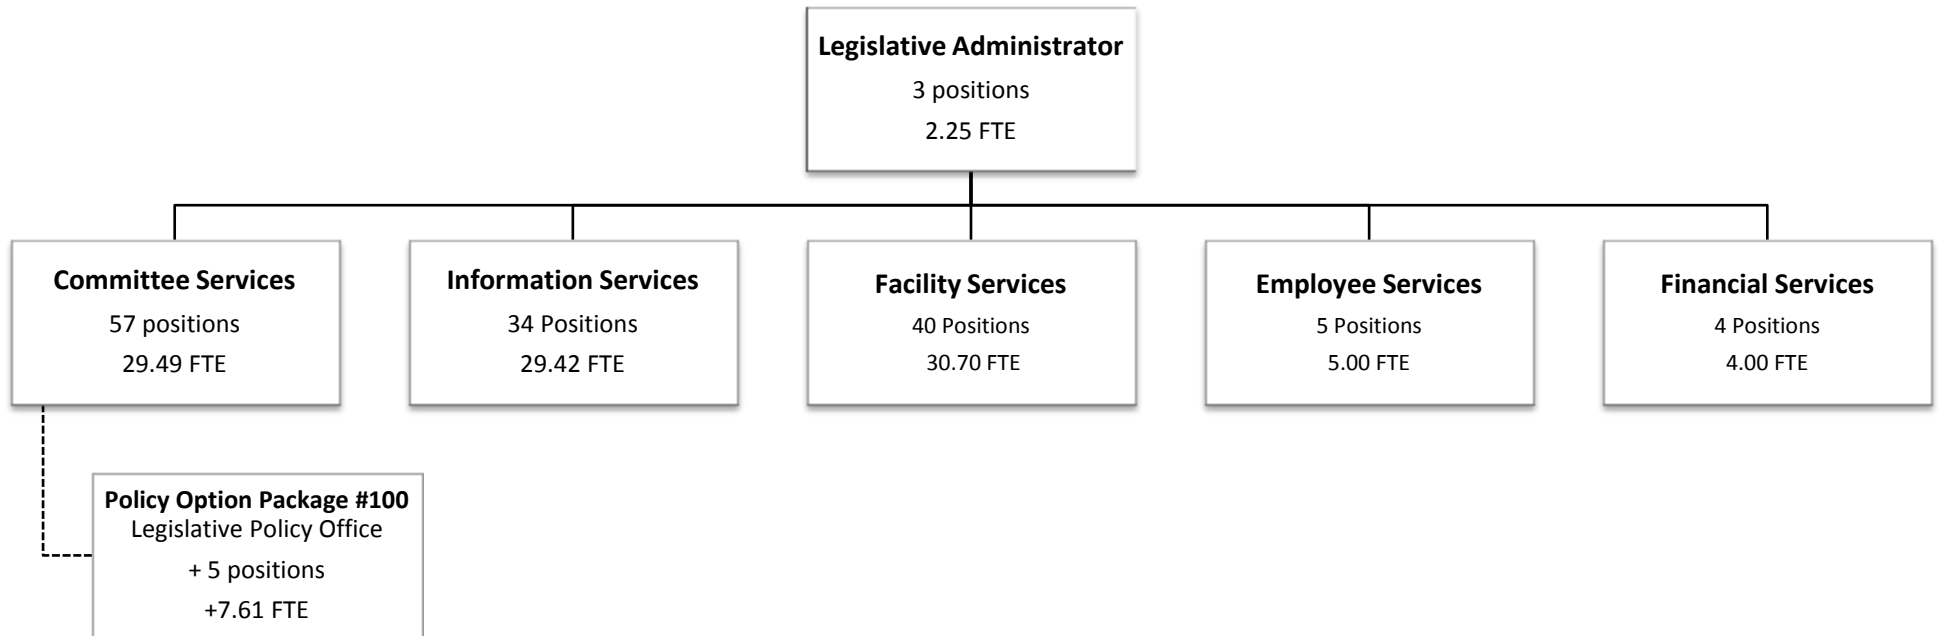 Legislative Administrator
3 positions
2.25 FTE
Committee Services
57 positions
29.49 FTE
Information Services
34 Positions
29.42 FTE
Facility Services
40 Positions
30.70 FTE
Employee Services
5 Positions
5.00 FTE
Financial Services
4 Positions
4.00 FTE
Policy Option Package #100
Legislative Policy Office
+ 5 positions
+7.61 FTE